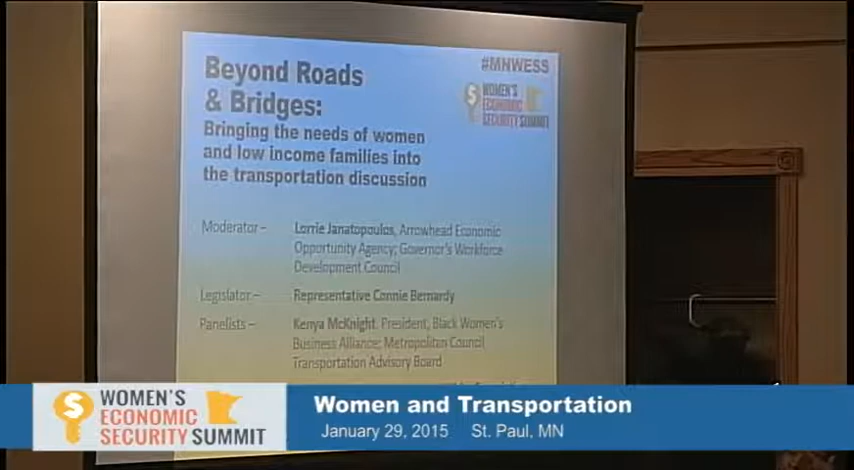 Beyond Roads
& Bridges:
Bringing the needs of women
and low income families into
the transportation discussion
#MNWESS
$
WOMEN'S
ECONOMIC
SECURITY SUMMIT
Moderator – Lorrie Janatopoulos, Arrowhead Economic
Opportunity Agency; Governor's Workforce
Development Council
Legislator – Representative Connie Bernardy
Panelists – Kenya McKnight, President, Black Women's
Business Alliance; Metropolitan Council
Transportation Advisory Board
$
WOMEN'S
ECONOMIC
SECURITY SUMMIT
Women and Transportation
January 29, 2015 St. Paul, MN